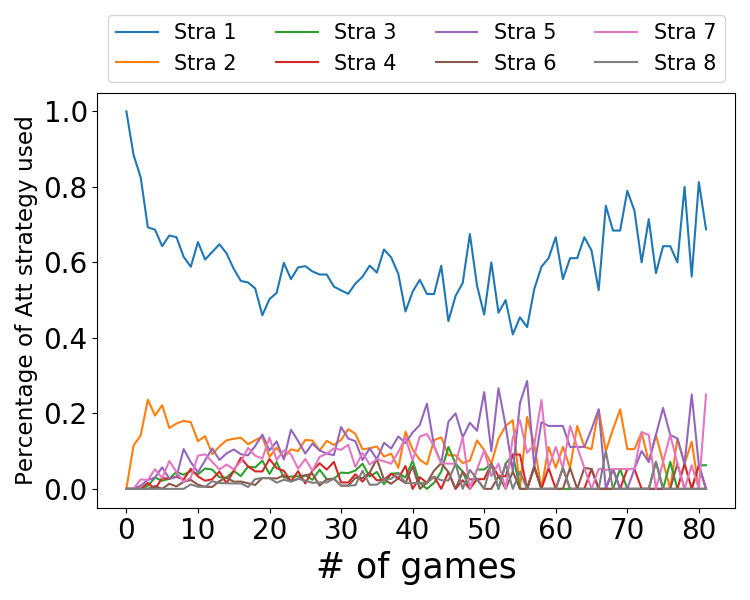 Stra 1 Stra 3 Stra 5 Stra 7
Stra 2 Stra 4 Stra 6 Stra 8
Percentage of Att strategy used
1.0
0.8
0.6
0.4
0.2
0.0
0 10 20 30 40 50 60 70 80
# of games